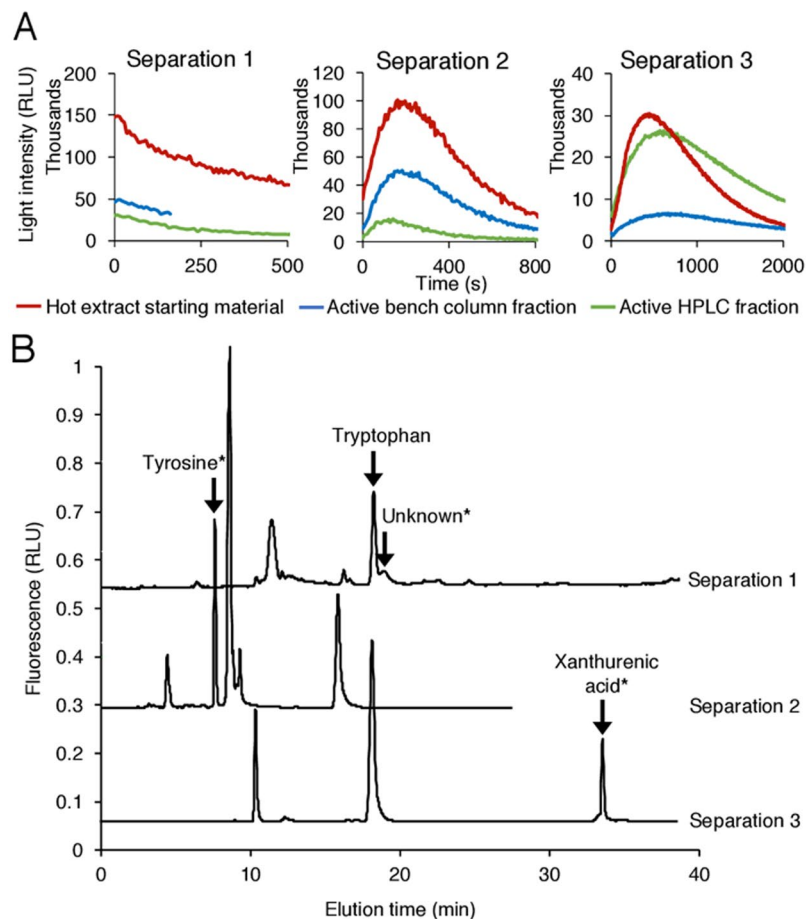 A
Separation 1
Separation 2
Separation 3
Light intensity (RLU)
Thousands
200
150
100
50
0
0
250
500
Thousands
120
100
80
60
40
20
0
0
400
800
Thousands
40
30
20
10
0
0
1000
2000
Time (s)
Hot extract starting material
Active bench column fraction
Active HPLC fraction
B
Fluorescence (RLU)
1
0.9
0.8
0.7
0.6
0.5
0.4
0.3
0.2
0.1
0
Tyrosine*
Tryptophan
Unknown*
Separation 1
Xanthurenic
acid*
Separation 2
Separation 3
0
10
20
30
40
Elution time (min)